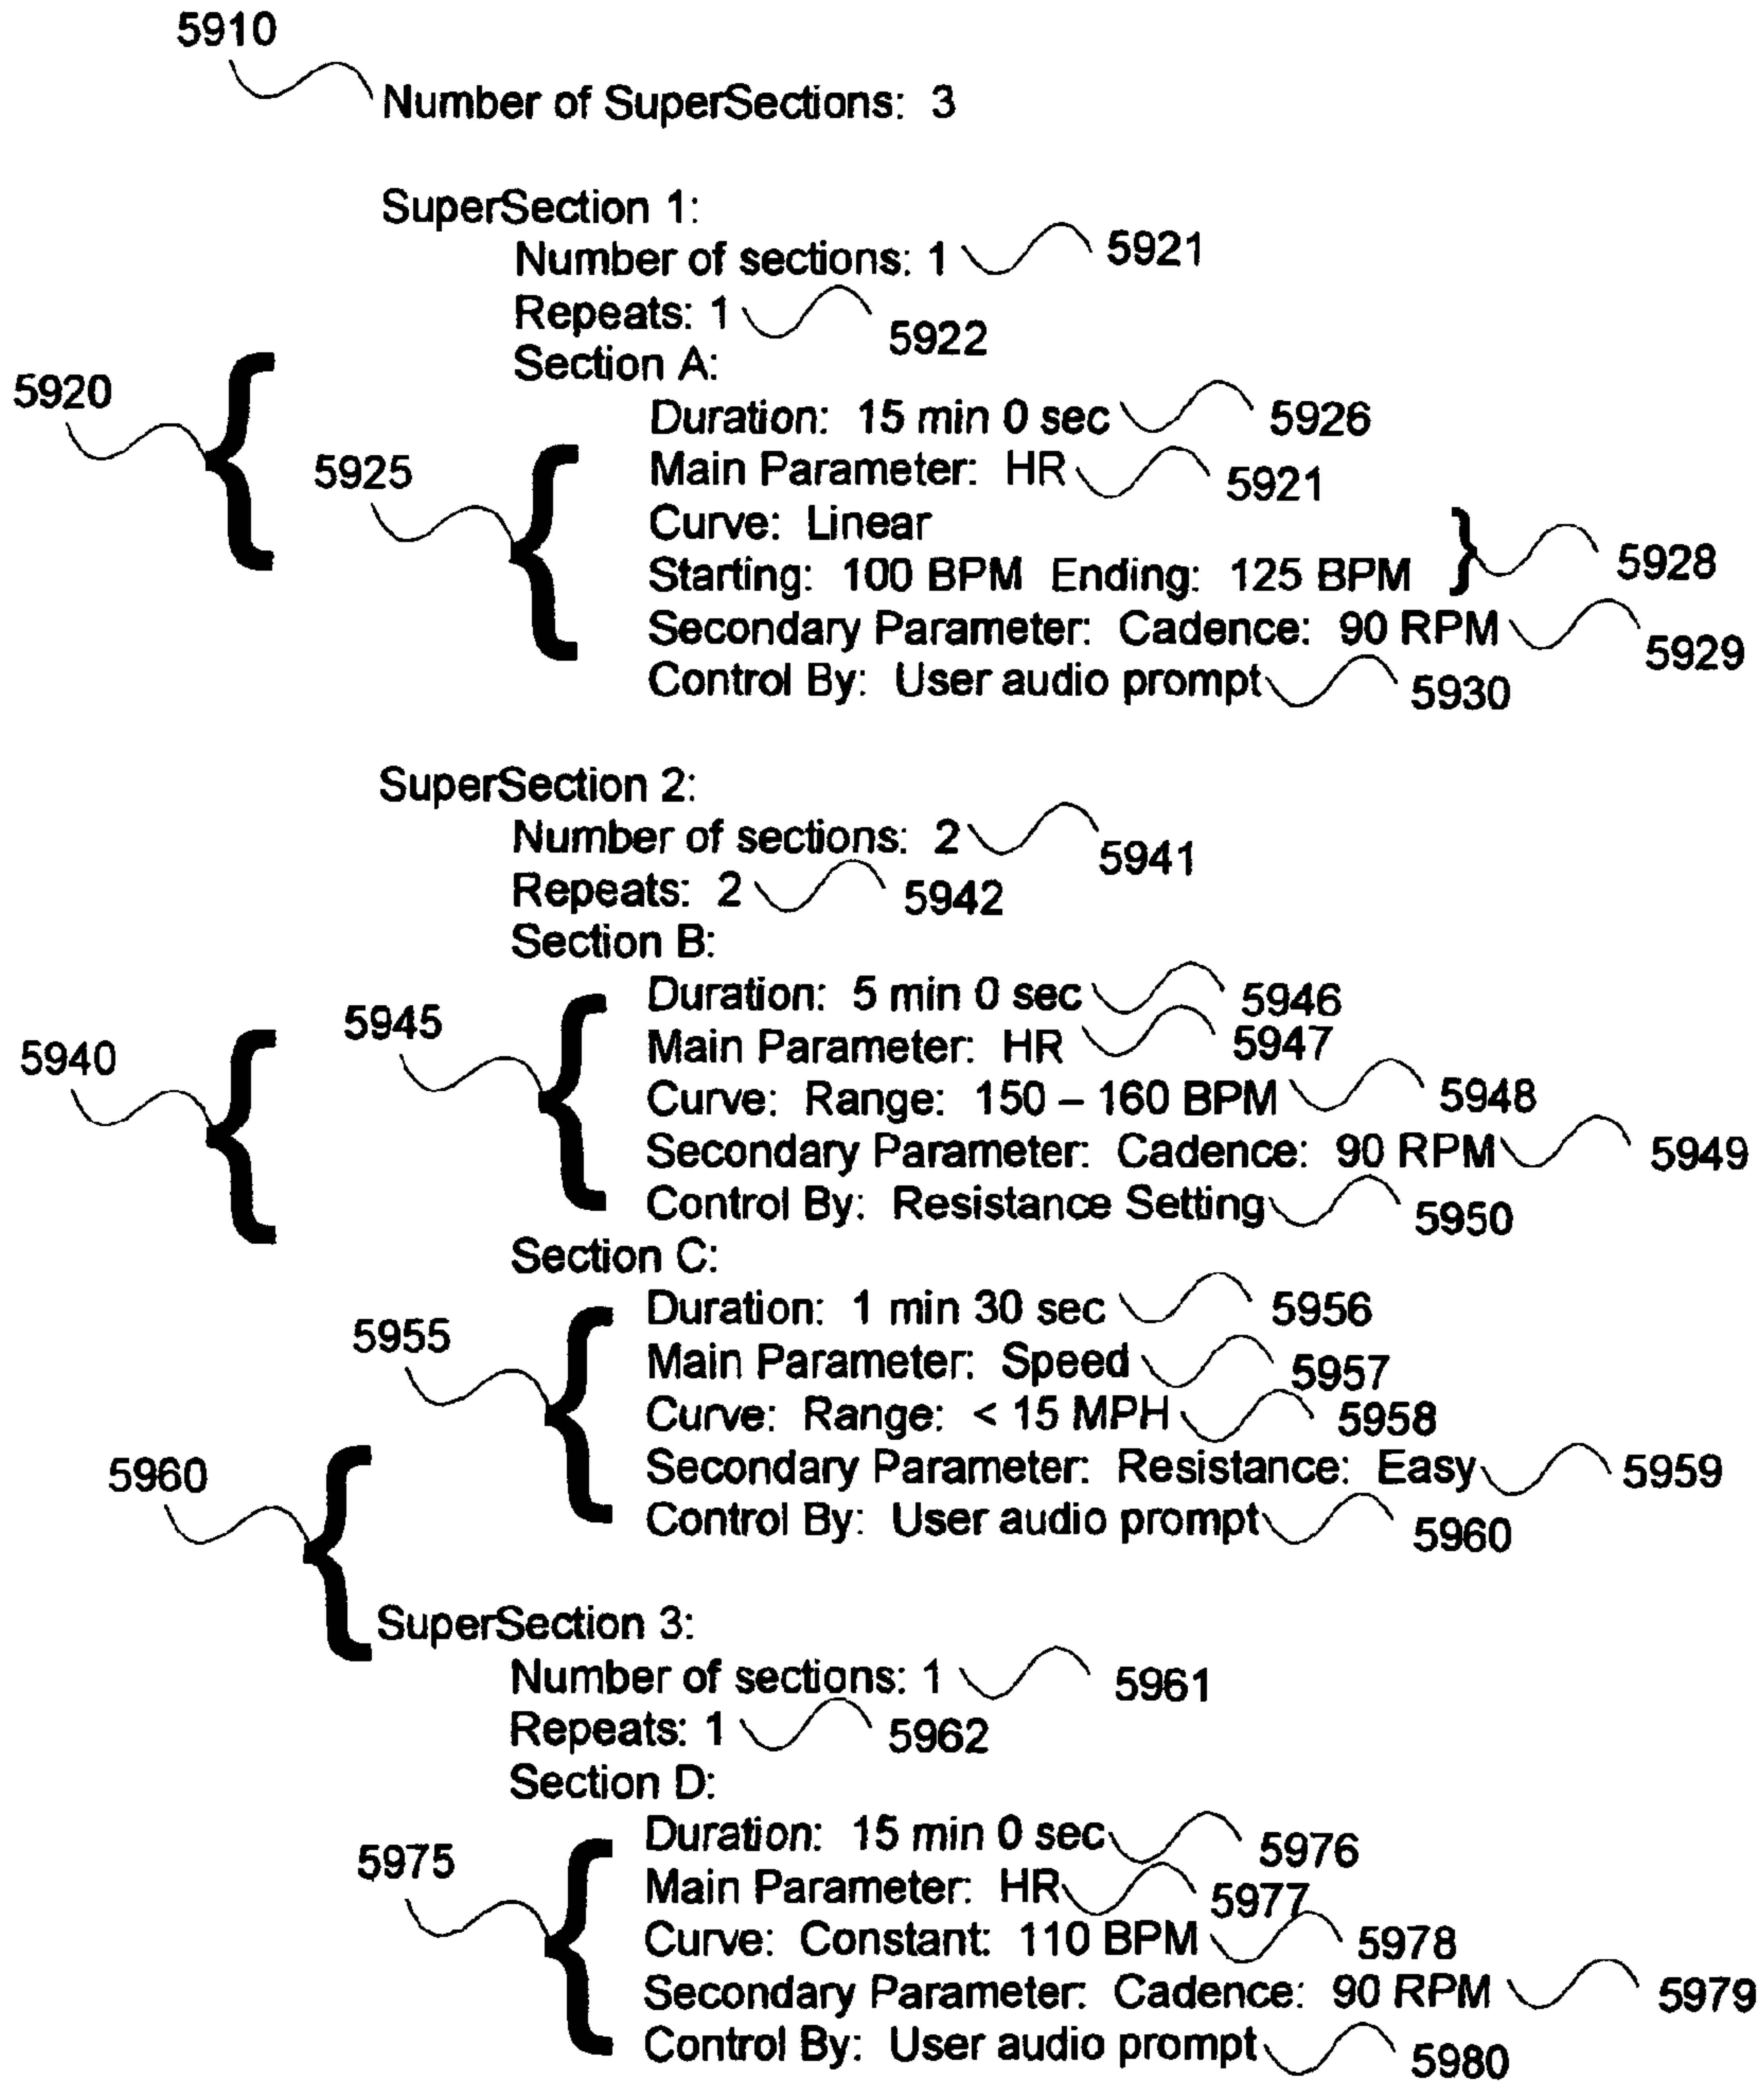 5910
Number of SuperSections: 3
SuperSection 1:
Number of sections: 1 5921
Repeats: 1 5922
Section A:
5920
Duration: 15 min 0 sec 5926
5925 Main Parameter: HR 5921
Curve: Linear
Starting: 100 BPM Ending: 125 BPM } 5928
Secondary Parameter: Cadence: 90 RPM 5929
Control By: User audio prompt 5930
SuperSection 2:
Number of sections: 2 5941
Repeats: 2 5942
Section B:
Duration: 5 min 0 sec 5946
5940 5945 Main Parameter: HR 5947
Curve: Range: 150 – 160 BPM 5948
Secondary Parameter: Cadence: 90 RPM 5949
Control By: Resistance Setting 5950
Section C:
Duration: 1 min 30 sec 5956
5955 Main Parameter: Speed 5957
Curve: Range: < 15 MPH 5958
5960 Secondary Parameter: Resistance: Easy 5959
Control By: User audio prompt 5960
SuperSection 3:
Number of sections: 1 5961
Repeats: 1 5962
Section D:
Duration: 15 min 0 sec 5976
5975 Main Parameter: HR 5977
Curve: Constant: 110 BPM 5978
Secondary Parameter: Cadence: 90 RPM 5979
Control By: User audio prompt 5980